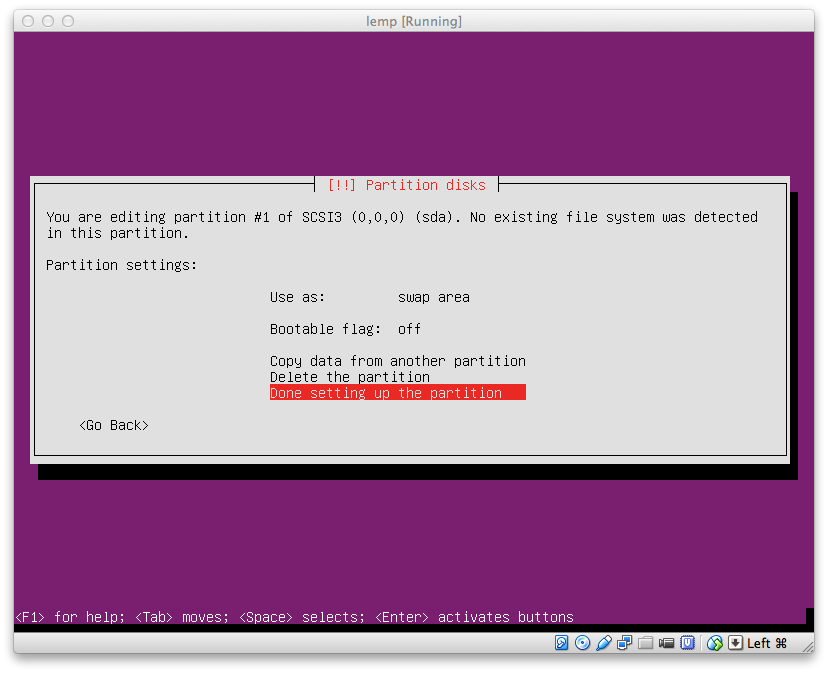 lemp [Running]
[!!] Partition disks
You are editing partition #1 of SCSI3 (0,0,0) (sda). No existing file system was detected
in this partition.
Partition settings:
Use as: swap area
Bootable flag: off
Copy data from another partition
Delete the partition
Done setting up the partition
<Go Back>
<F1> for help; <Tab> moves; <Space> selects; <Enter> activates buttons
Left ⌘